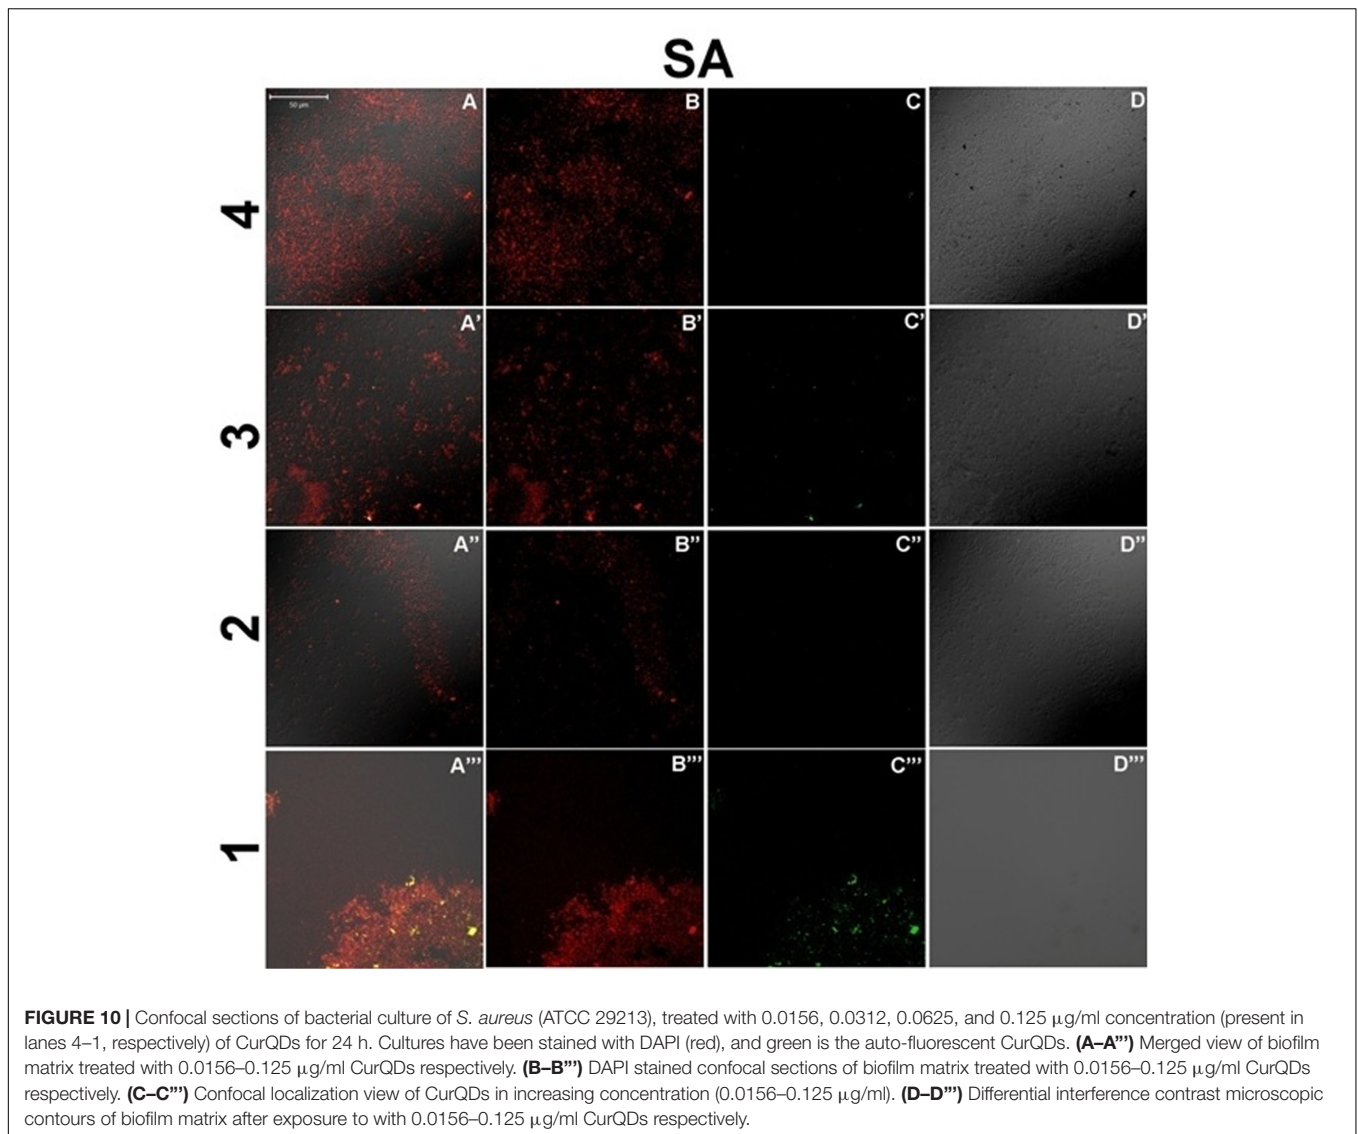 SA
50 µm
A B C D
4
A' B' C' D'
3
A'' B'' C'' D''
2
A''' B''' C''' D'''
1
FIGURE 10 | Confocal sections of bacterial culture of S. aureus (ATCC 29213), treated with 0.0156, 0.0312, 0.0625, and 0.125 µg/ml concentration (present in
lanes 4–1, respectively) of CurQDs for 24 h. Cultures have been stained with DAPI (red), and green is the auto-fluorescent CurQDs. (A–A''') Merged view of biofilm
matrix treated with 0.0156–0.125 µg/ml CurQDs respectively. (B–B''') DAPI stained confocal sections of biofilm matrix treated with 0.0156–0.125 µg/ml CurQDs
respectively. (C–C''') Confocal localization view of CurQDs in increasing concentration (0.0156–0.125 µg/ml). (D–D''') Differential interference contrast microscopic
contours of biofilm matrix after exposure to with 0.0156–0.125 µg/ml CurQDs respectively.